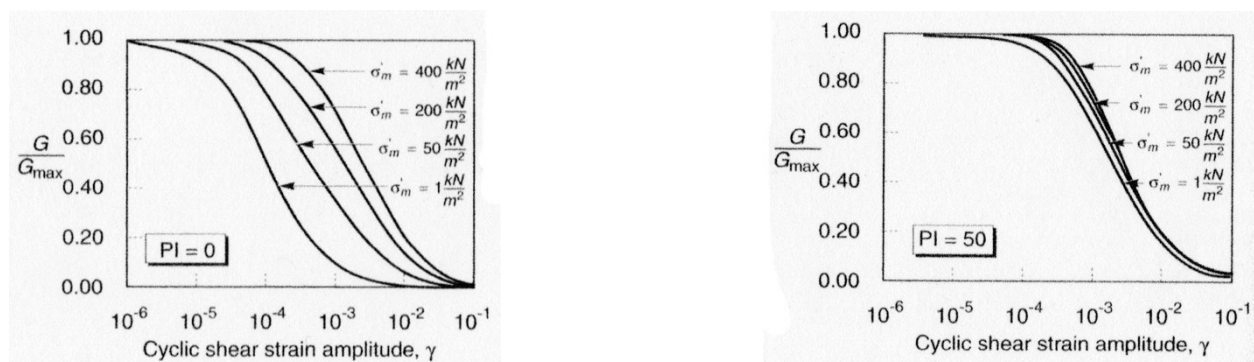 1.00
0.80
0.60
0.40
0.20
0.00
G
G max
σ'm = 400 kN/m²
σ'm = 200 kN/m²
σ'm = 50 kN/m²
σ'm = 1 kN/m²
PI = 0
10⁻⁶ 10⁻⁵ 10⁻⁴ 10⁻³ 10⁻² 10⁻¹
Cyclic shear strain amplitude, γ
1.00
0.80
0.60
0.40
0.20
0.00
G
G max
σ'm = 400 kN/m²
σ'm = 200 kN/m²
σ'm = 50 kN/m²
σ'm = 1 kN/m²
PI = 50
10⁻⁶ 10⁻⁵ 10⁻⁴ 10⁻³ 10⁻² 10⁻¹
Cyclic shear strain amplitude, γ